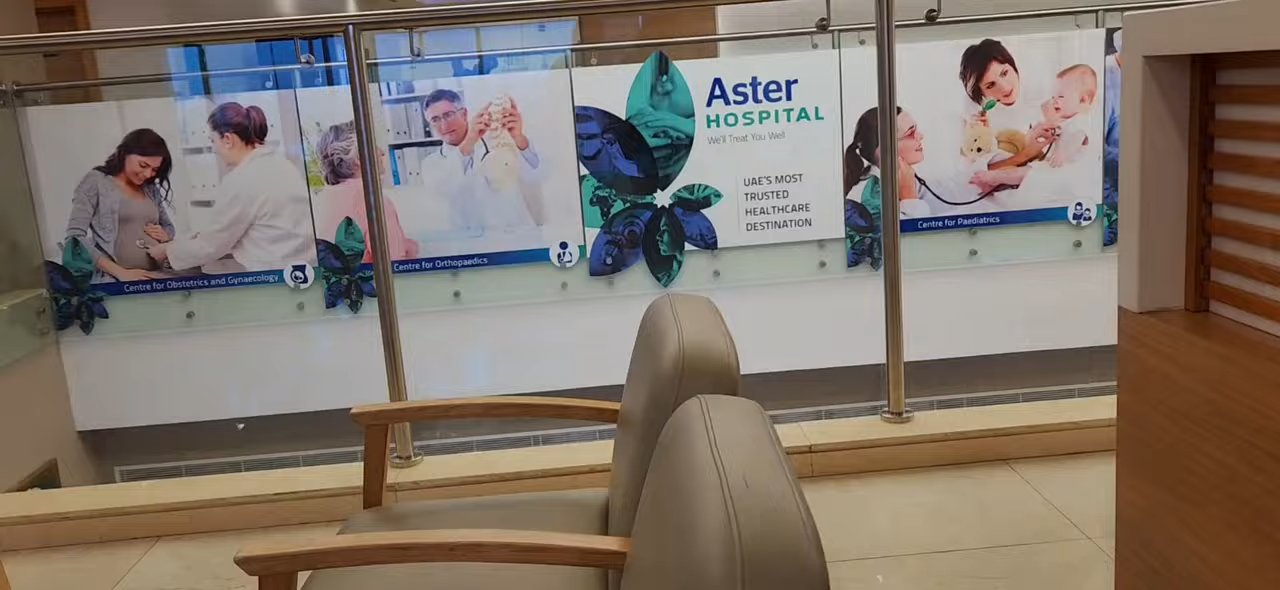 Centre for Obstetrics and Gynaecology
Centre for Orthopaedics
Aster
HOSPITAL
We'll Treat You Well
UAE'S MOST
TRUSTED
HEALTHCARE
DESTINATION
Centre for Paediatrics